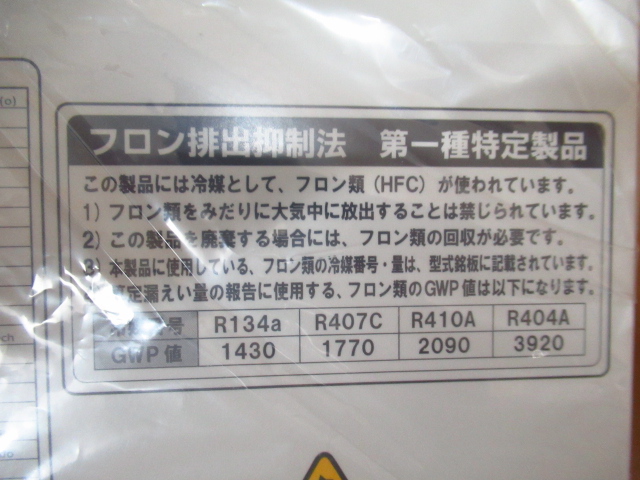 (o)
フロン排出抑制法 第一種特定製品
この製品には冷媒として、フロン類(HFC)が使われています。
1)フロン類をみだりに大気中に放出することは禁じられています。
2)この製品を廃棄する場合には、フロン類の回収が必要です。
3)本製品に使用している、フロン類の冷媒番号・量は、型式銘板に記載されています。
定漏えい量の報告に使用する、フロン類のGWP値は以下になります。
号 R134a R407C R410A R404A
GWP値 1430 1770 2090 3920
ch